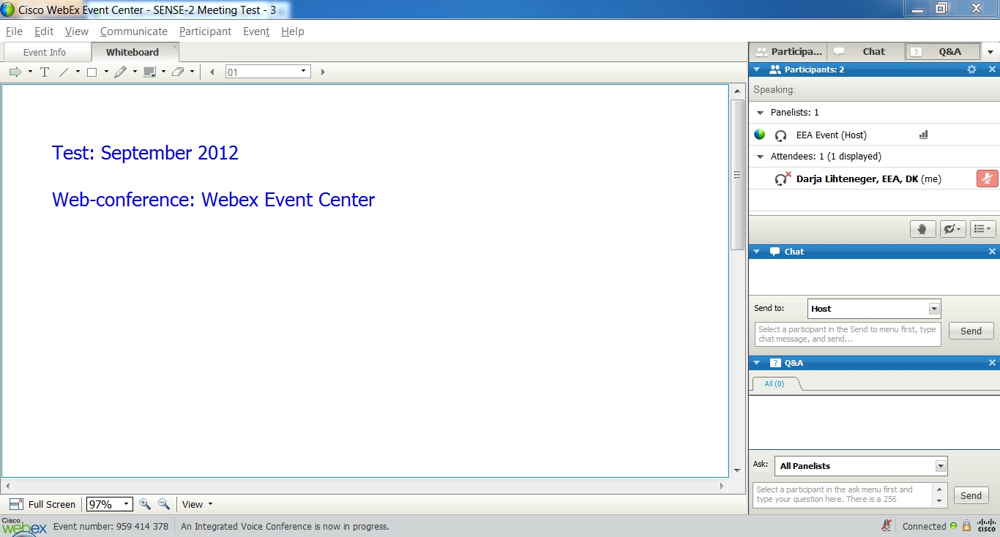 Cisco WebEx Event Center - SENSE-2 Meeting Test - 3
File Edit View Communicate Participant Event Help
Event Info Whiteboard
T 01
Test: September 2012
Web-conference: Webex Event Center
Full Screen 97% View
Participa... Chat Q&A
Participants: 2
Speaking:
Panelists: 1
EEA Event (Host)
Attendees: 1 (1 displayed)
Darja Lihteneger, EEA, DK (me)
Chat
Send to: Host
Select a participant in the Send to menu first, type
chat message, and send...
Send
Q&A
All (0)
Ask: All Panelists
Select a participant in the ask menu first and
type your question here. There is a 256
Send
Cisco webex Event number: 959 414 378 An Integrated Voice Conference is now in progress. Connected cisco